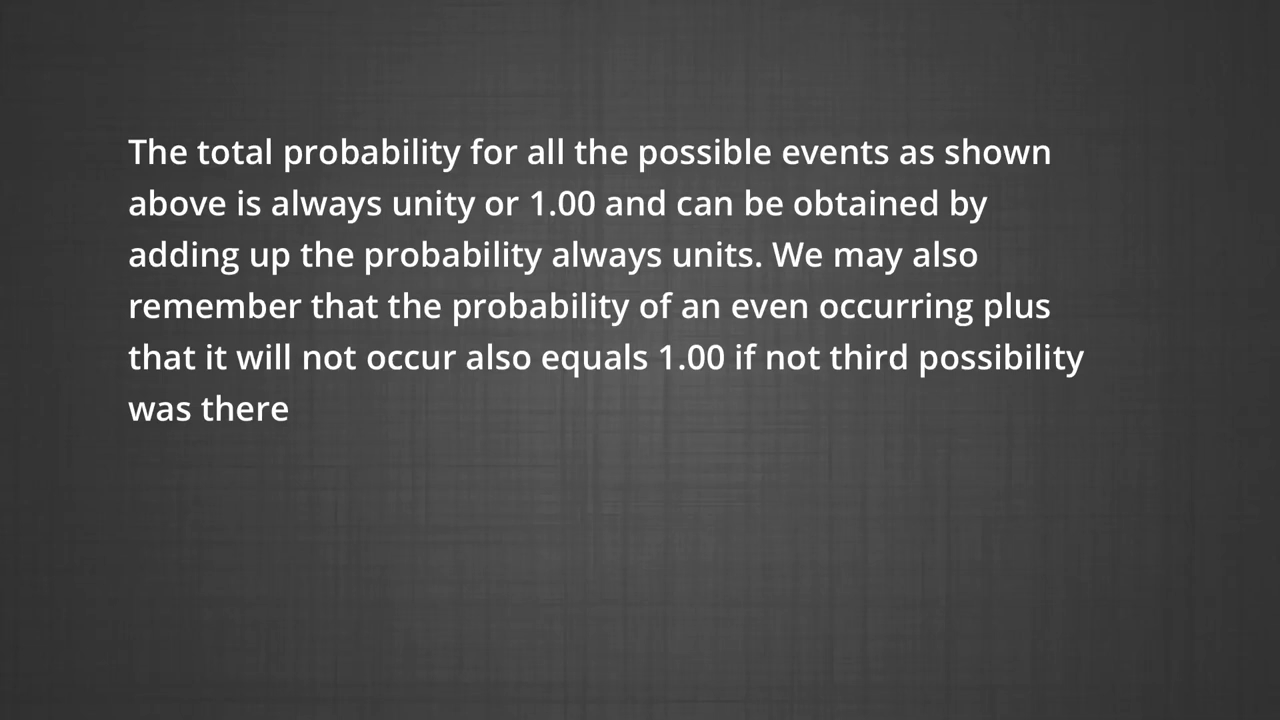 The total probability for all the possible events as shown
above is always unity or 1.00 and can be obtained by
adding up the probability always units. We may also
remember that the probability of an even occurring plus
that it will not occur also equals 1.00 if not third possibility
was there